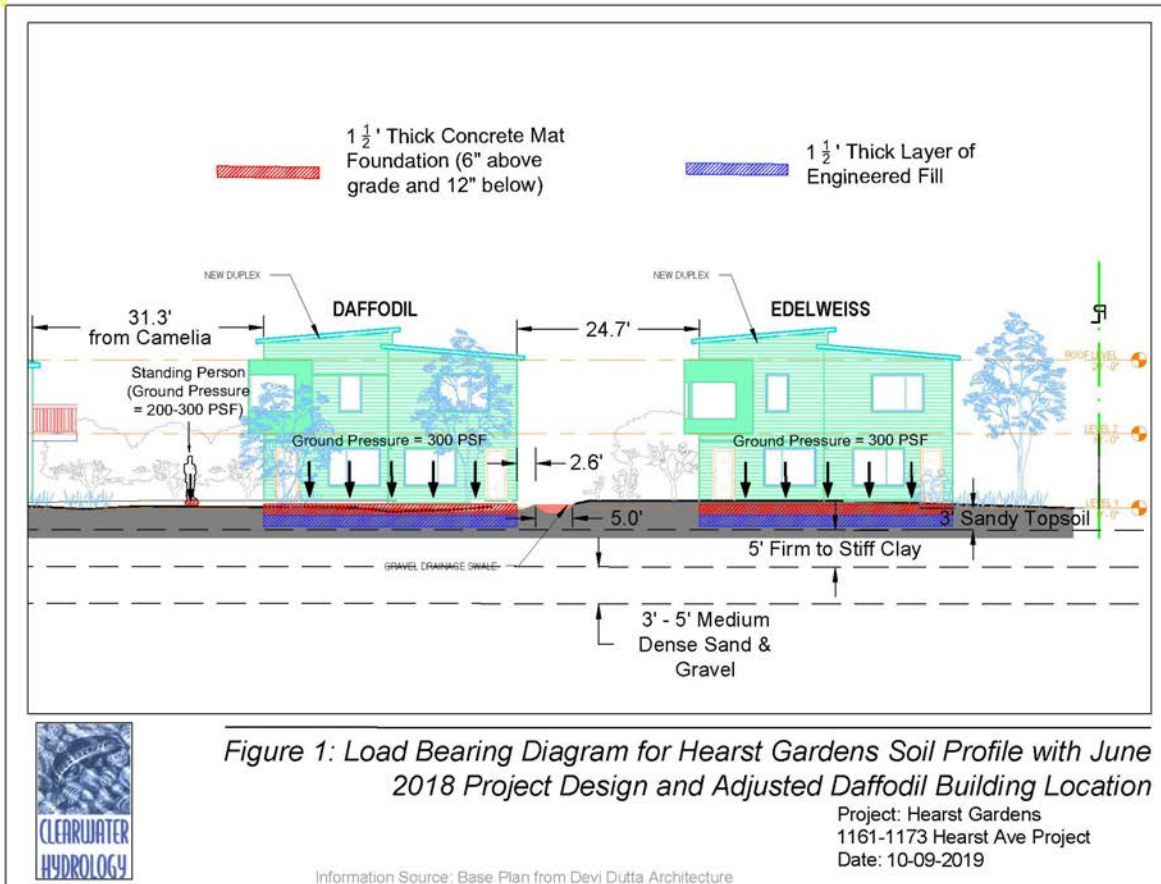 1 1/2' Thick Concrete Mat
Foundation (6" above
grade and 12" below)
1 1/2' Thick Layer of
Engineered Fill
NEW DUPLEX
DAFFODIL
NEW DUPLEX
EDELWEISS
31.3'
from Camelia
24.7'
Standing Person
(Ground Pressure
= 200-300 PSF)
PL
ROOF LEVEL
LEVEL 2
Ground Pressure = 300 PSF
Ground Pressure = 300 PSF
2.6'
5.0'
LEVEL 1
3' Sandy Topsoil
5' Firm to Stiff Clay
GRAVEL DRAINAGE SWALE
3' - 5' Medium
Dense Sand &
Gravel
CLEARWATER
HYDROLOGY
Figure 1: Load Bearing Diagram for Hearst Gardens Soil Profile with June
2018 Project Design and Adjusted Daffodil Building Location
Project: Hearst Gardens
1161-1173 Hearst Ave Project
Date: 10-09-2019
Information Source: Base Plan from Devi Dutta Architecture